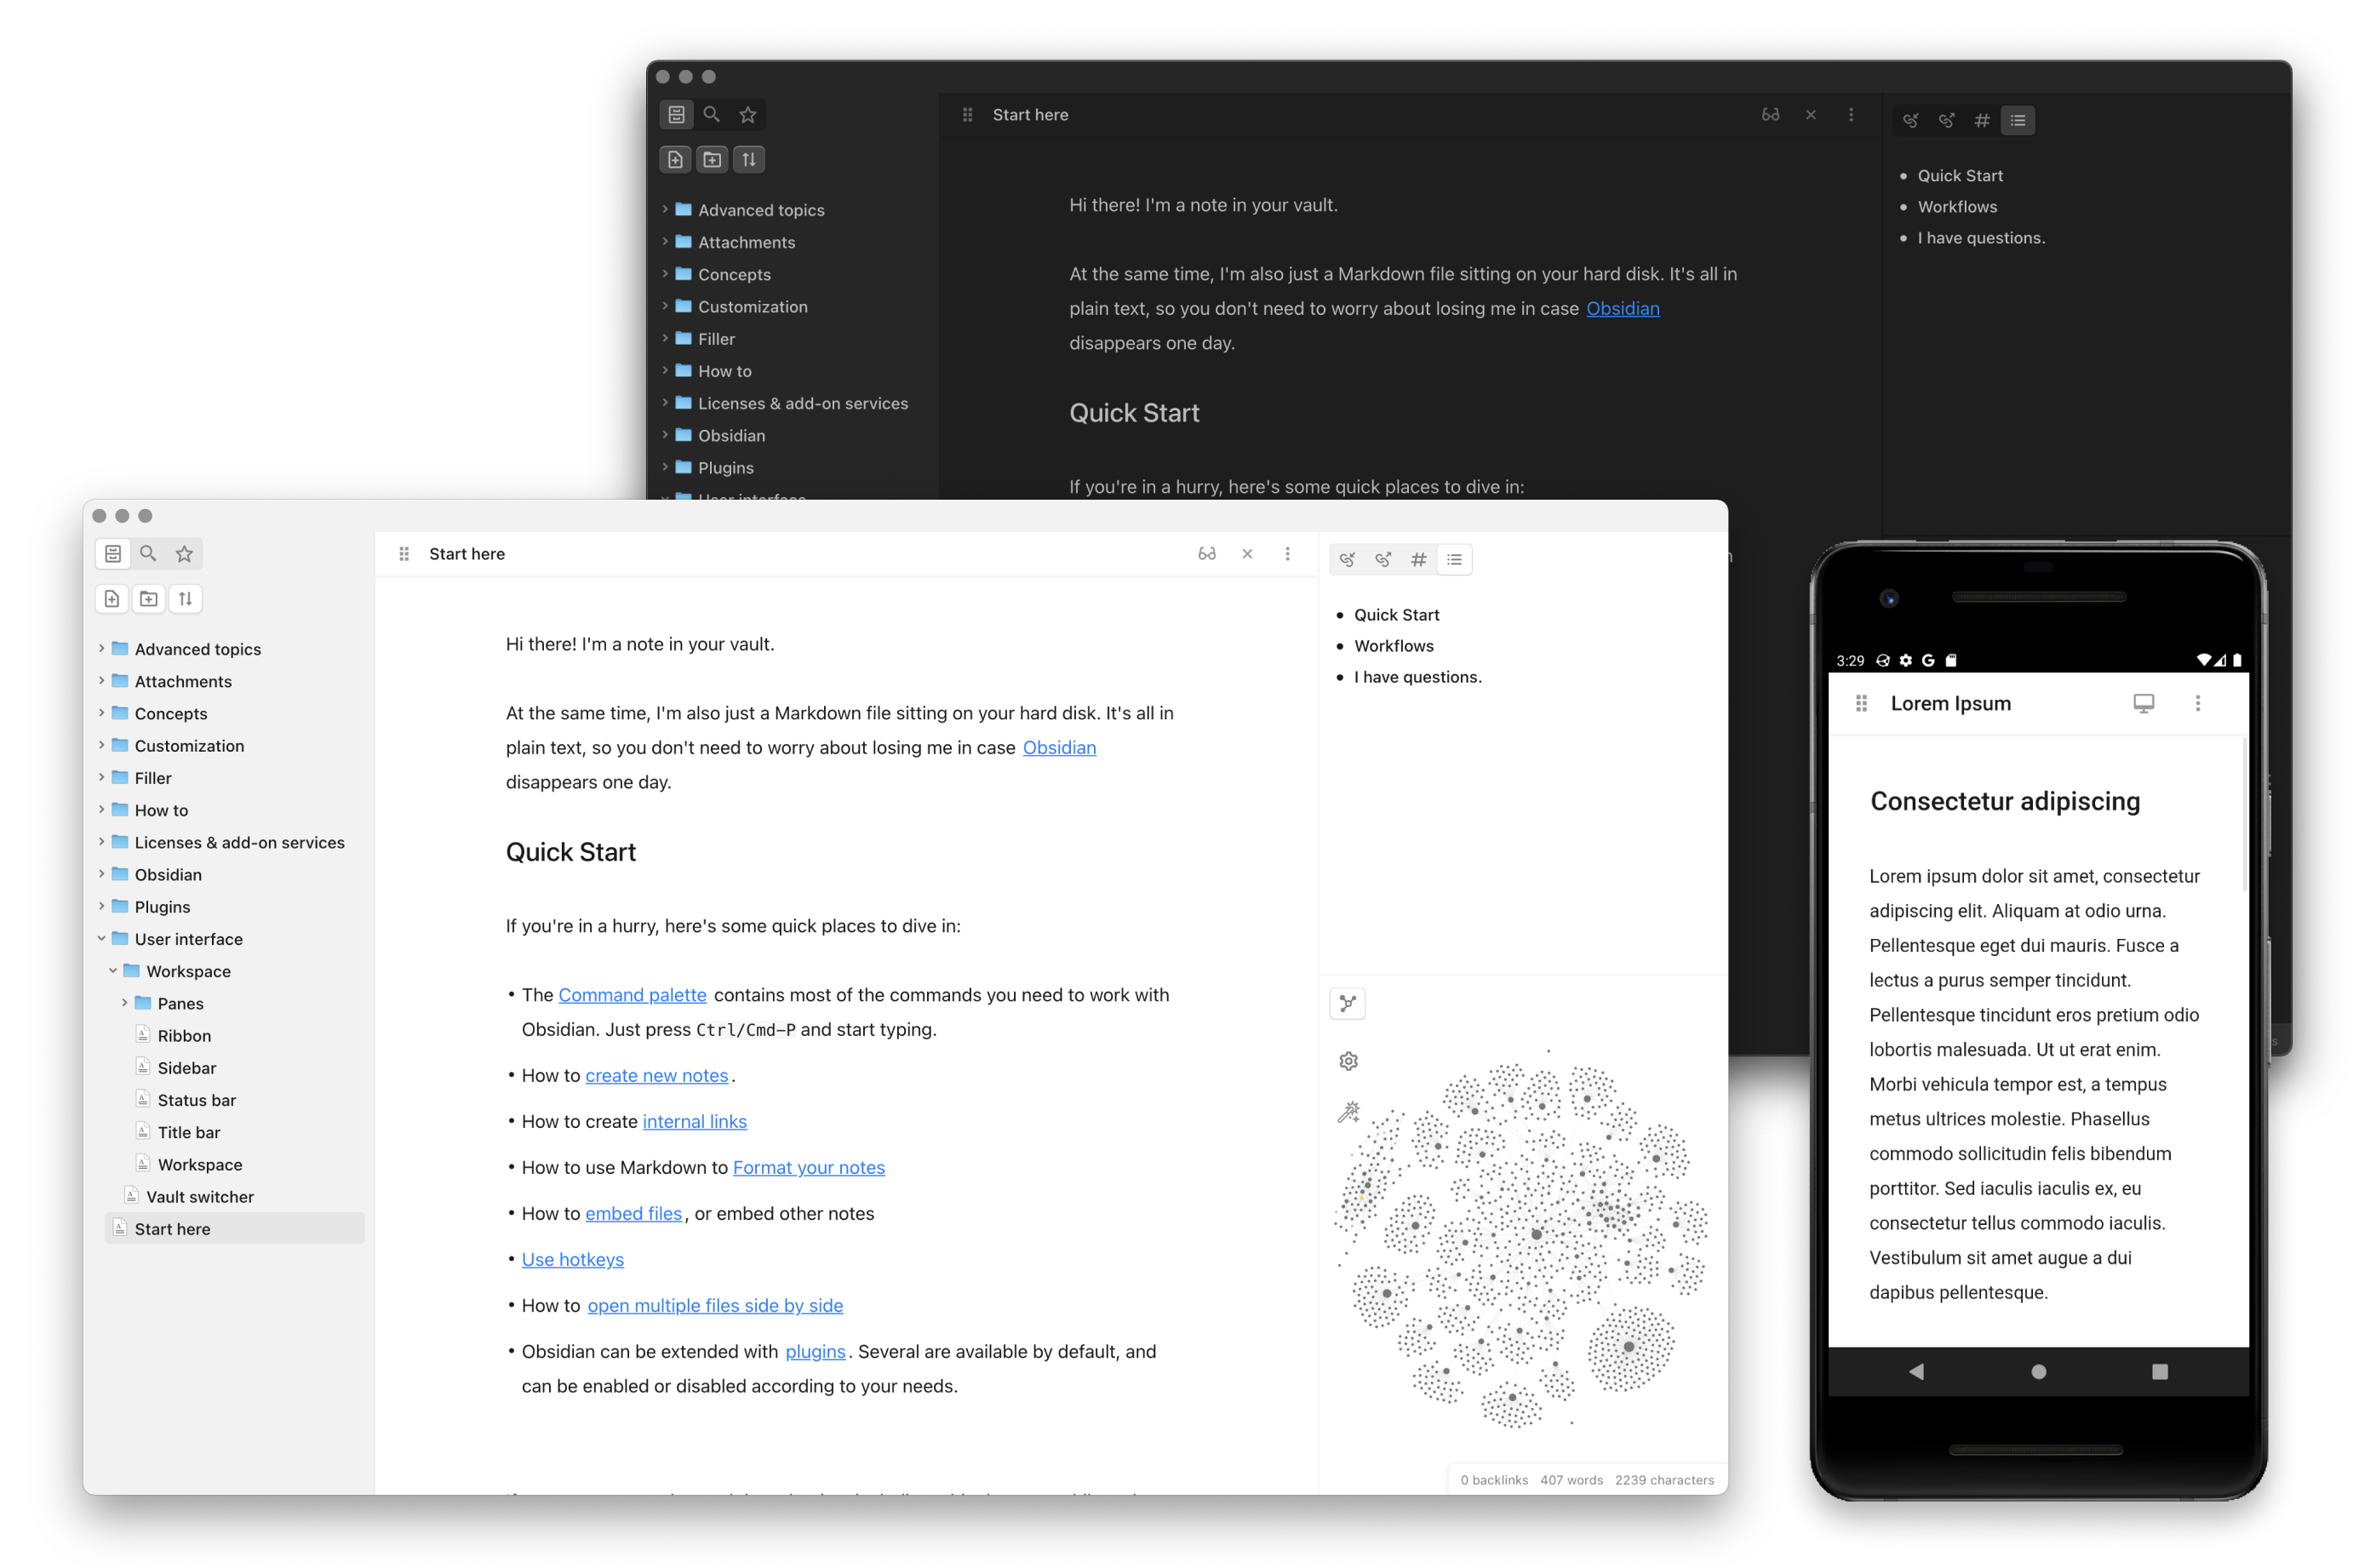 Start here
Quick Start
Workflows
I have questions.
Advanced topics
Attachments
Concepts
Customization
Filler
How to
Licenses & add-on services
Obsidian
Plugins
User interface
Hi there! I'm a note in your vault.
At the same time, I'm also just a Markdown file sitting on your hard disk. It's all in
plain text, so you don't need to worry about losing me in case Obsidian
disappears one day.
Quick Start
If you're in a hurry, here's some quick places to dive in:
Start here
Advanced topics
Attachments
Concepts
Customization
Filler
How to
Licenses & add-on services
Obsidian
Plugins
User interface
Workspace
Panes
Ribbon
Sidebar
Status bar
Title bar
Workspace
Vault switcher
Start here
Hi there! I'm a note in your vault.
At the same time, I'm also just a Markdown file sitting on your hard disk. It's all in
plain text, so you don't need to worry about losing me in case Obsidian
disappears one day.
Quick Start
If you're in a hurry, here's some quick places to dive in:
• The Command palette contains most of the commands you need to work with
Obsidian. Just press Ctrl/Cmd-P and start typing.
• How to create new notes.
• How to create internal links
• How to use Markdown to Format your notes
• How to embed files, or embed other notes
• Use hotkeys
• How to open multiple files side by side
• Obsidian can be extended with plugins. Several are available by default, and
can be enabled or disabled according to your needs.
• Quick Start
• Workflows
• I have questions.
0 backlinks 407 words 2239 characters
3:29
Lorem Ipsum
Consectetur adipiscing
Lorem ipsum dolor sit amet, consectetur
adipiscing elit. Aliquam at odio urna.
Pellentesque eget dui mauris. Fusce a
lectus a purus semper tincidunt.
Pellentesque tincidunt eros pretium odio
lobortis malesuada. Ut ut erat enim.
Morbi vehicula tempor est, a tempus
metus ultrices molestie. Phasellus
commodo sollicitudin felis bibendum
porttitor. Sed iaculis iaculis ex, eu
consectetur tellus commodo iaculis.
Vestibulum sit amet augue a dui
dapibus pellentesque.